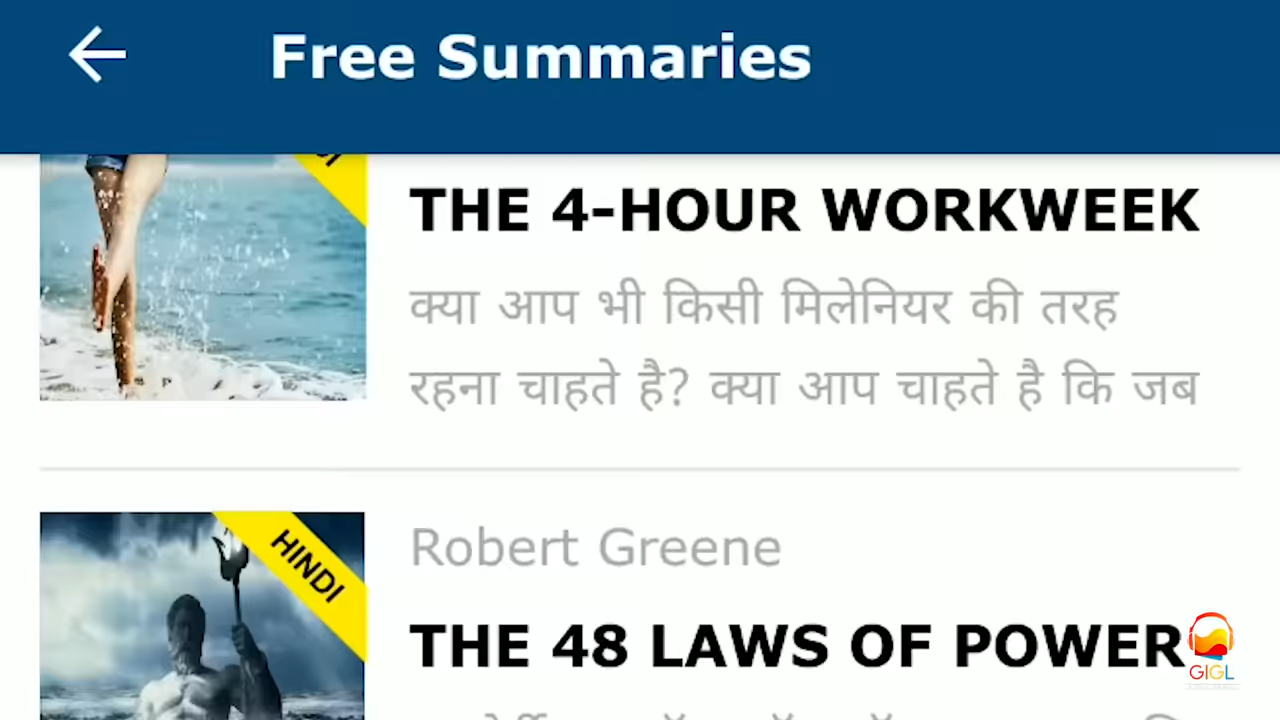 Free Summaries
THE 4-HOUR WORKWEEK
क्या आप भी किसी मिलेनियर की तरह
रहना चाहते है? क्या आप चाहते है कि जब
HINDI
Robert Greene
THE 48 LAWS OF POWER
GIGL